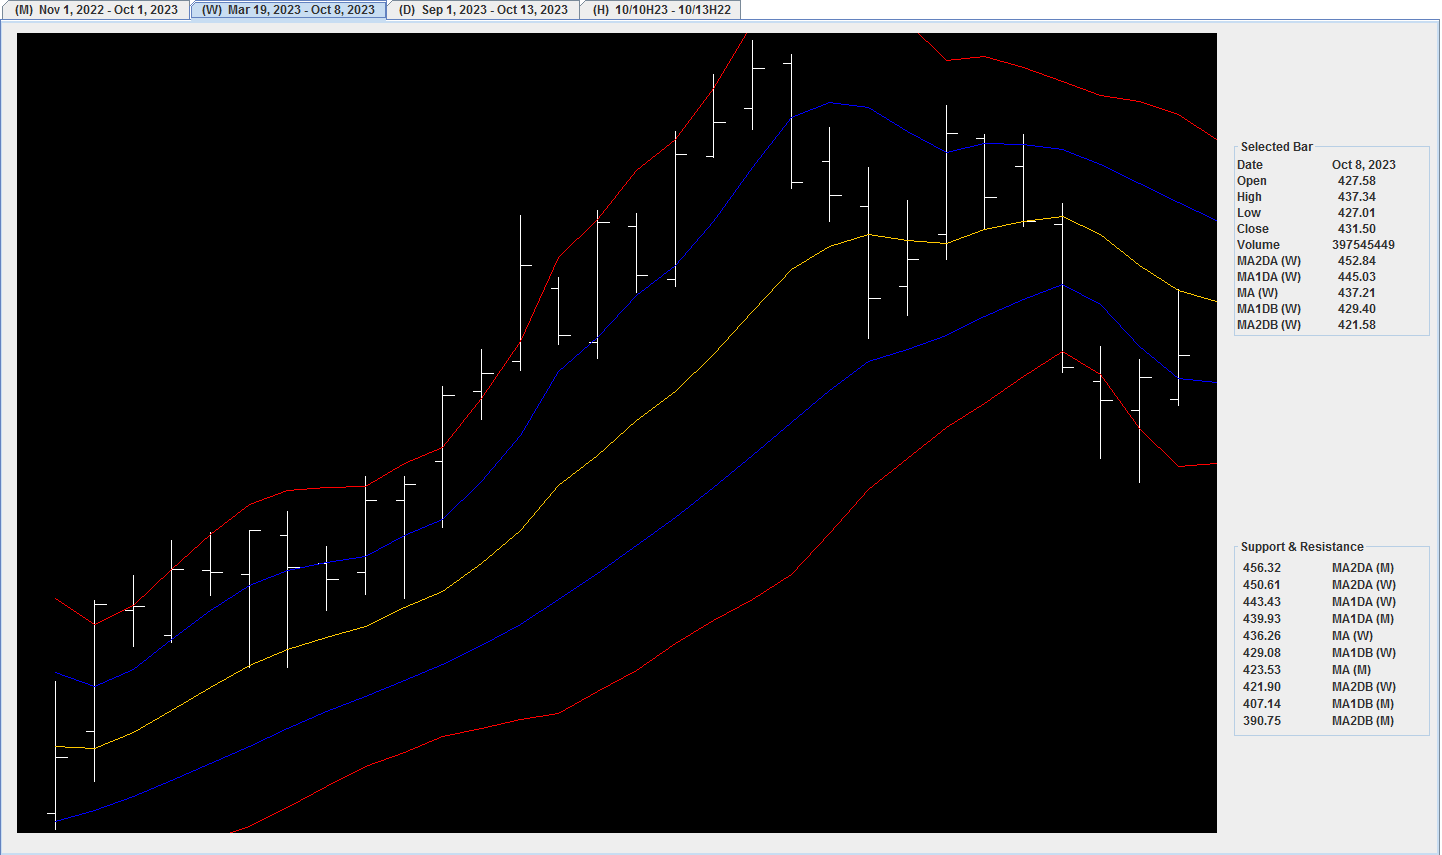 (M) Nov 1, 2022 - Oct 1, 2023 (W) Mar 19, 2023 - Oct 8, 2023 (D) Sep 1, 2023 - Oct 13, 2023 (H) 10/10H23 - 10/13H22
Selected Bar
Date Oct 8, 2023
Open 427.58
High 437.34
Low 427.01
Close 431.50
Volume 397545449
MA2DA (W) 452.84
MA1DA (W) 445.03
MA (W) 437.21
MA1DB (W) 429.40
MA2DB (W) 421.58
Support & Resistance
456.32 MA2DA (M)
450.61 MA2DA (W)
443.43 MA1DA (W)
439.93 MA1DA (M)
436.26 MA (W)
429.08 MA1DB (W)
423.53 MA (M)
421.90 MA2DB (W)
407.14 MA1DB (M)
390.75 MA2DB (M)